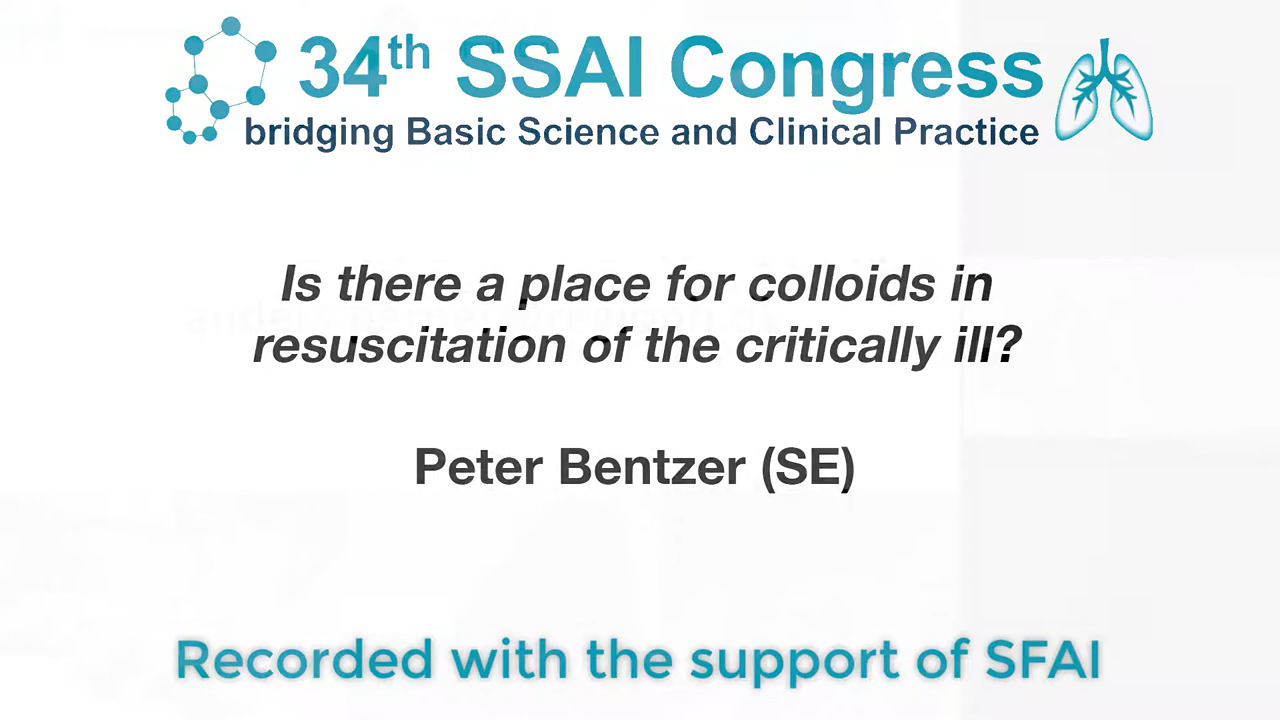 34th SSAI Congress
bridging Basic Science and Clinical Practice
Is there a place for colloids in
resuscitation of the critically ill?
Peter Bentzer (SE)
Recorded with the support of SFAI